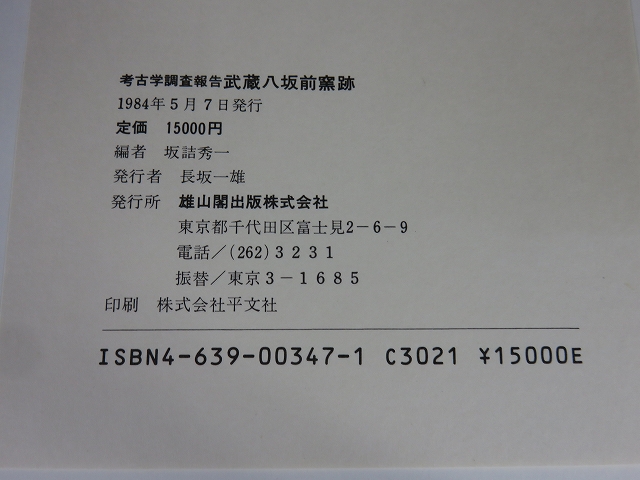 考古学調査報告 武蔵八坂前窯跡
1984年5月7日発行
定価 15000円
編者 坂詰秀一
発行者 長坂一雄
発行所 雄山閣出版株式会社
東京都千代田区富士見2-6-9
電話/(262)3231
振替/東京3-1685
印刷 株式会社平文社
ISBN4-639-00347-1 C3021 ¥15000E